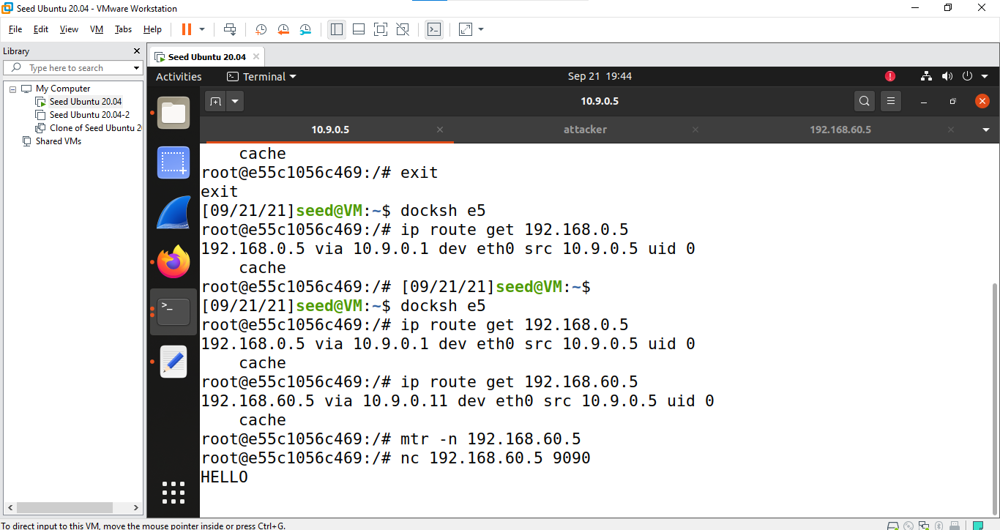 Seed Ubuntu 20.04 - VMware Workstation
File Edit View VM Tabs Help
Library
Type here to search
My Computer
Seed Ubuntu 20.04
Seed Ubuntu 20.04-2
Clone of Seed Ubuntu 2
Shared VMs
Seed Ubuntu 20.04
Activities Terminal Sep 21 19:44
10.9.0.5
10.9.0.5 attacker 192.168.60.5
cache
root@e55c1056c469:/# exit
exit
[09/21/21]seed@VM:~$ docksh e5
root@e55c1056c469:/# ip route get 192.168.0.5
192.168.0.5 via 10.9.0.1 dev eth0 src 10.9.0.5 uid 0
cache
root@e55c1056c469:/# [09/21/21]seed@VM:~$
[09/21/21]seed@VM:~$ docksh e5
root@e55c1056c469:/# ip route get 192.168.0.5
192.168.0.5 via 10.9.0.1 dev eth0 src 10.9.0.5 uid 0
cache
root@e55c1056c469:/# ip route get 192.168.60.5
192.168.60.5 via 10.9.0.11 dev eth0 src 10.9.0.5 uid 0
cache
root@e55c1056c469:/# mtr -n 192.168.60.5
root@e55c1056c469:/# nc 192.168.60.5 9090
HELLO
To direct input to this VM, move the mouse pointer inside or press Ctrl+G.